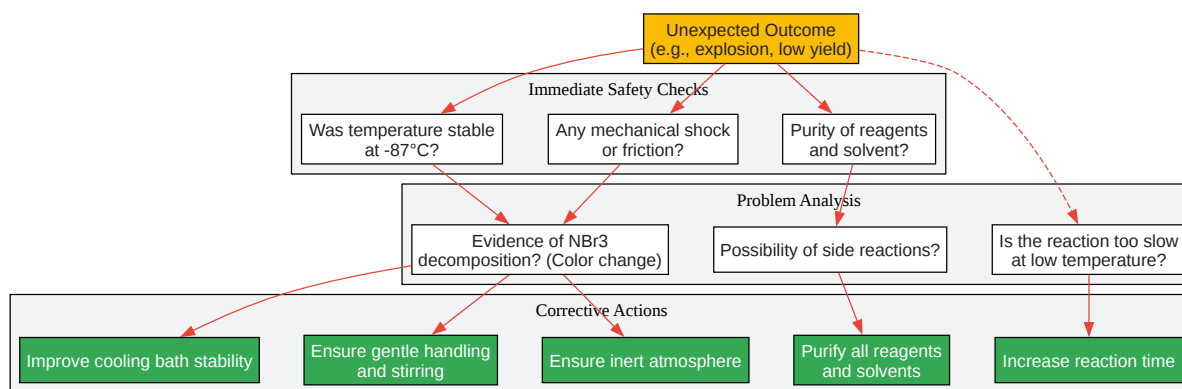 Unexpected Outcome
(e.g., explosion, low yield)
Immediate Safety Checks
Was temperature stable
at -87°C?
Any mechanical shock
or friction?
Purity of reagents
and solvent?
Problem Analysis
Evidence of NBr3
decomposition? (Color change)
Possibility of side reactions?
Is the reaction too slow
at low temperature?
Corrective Actions
Improve cooling bath stability
Ensure gentle handling
and stirring
Ensure inert atmosphere
Purify all reagents
and solvents
Increase reaction time